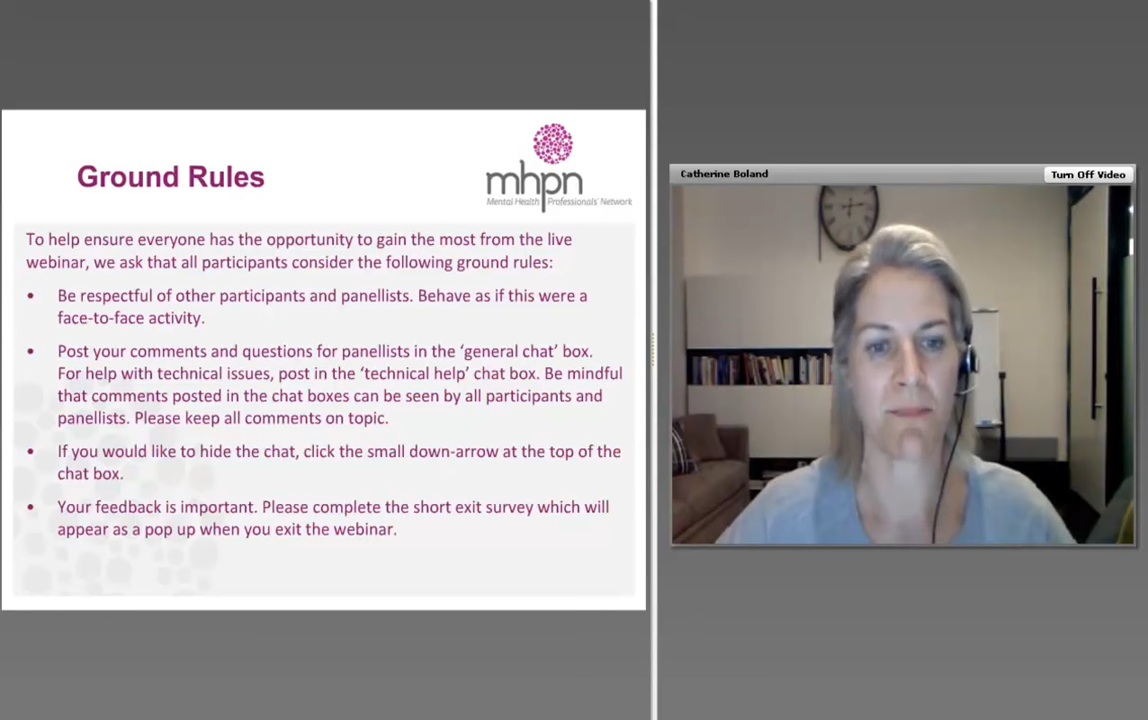 Ground Rules
mhpn
Mental Health Professionals' Network
To help ensure everyone has the opportunity to gain the most from the live
webinar, we ask that all participants consider the following ground rules:
• Be respectful of other participants and panellists. Behave as if this were a
face-to-face activity.
• Post your comments and questions for panellists in the ‘general chat’ box.
For help with technical issues, post in the ‘technical help’ chat box. Be mindful
that comments posted in the chat boxes can be seen by all participants and
panellists. Please keep all comments on topic.
• If you would like to hide the chat, click the small down-arrow at the top of the
chat box.
• Your feedback is important. Please complete the short exit survey which will
appear as a pop up when you exit the webinar.
Catherine Boland
Turn Off Video